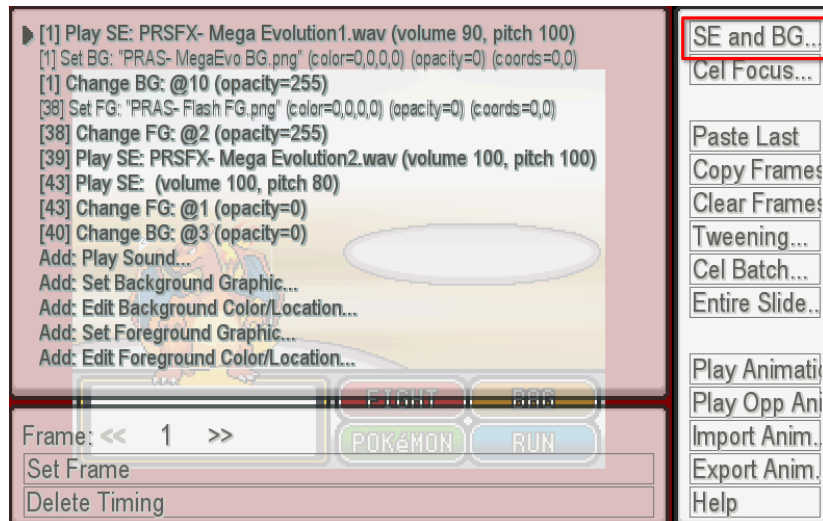 [1] Play SE: PRSFX- Mega Evolution1.wav (volume 90, pitch 100)
[1] Set BG: "PRAS- MegaEvo BG.png" (color=0,0,0,0) (opacity=0) (coords=0,0)
[1] Change BG: @10 (opacity=255)
[38] Set FG: "PRAS- Flash FG.png" (color=0,0,0,0) (opacity=0) (coords=0,0)
[38] Change FG: @2 (opacity=255)
[39] Play SE: PRSFX- Mega Evolution2.wav (volume 100, pitch 100)
[43] Play SE: (volume 100, pitch 80)
[43] Change FG: @1 (opacity=0)
[40] Change BG: @3 (opacity=0)
Add: Play Sound...
Add: Set Background Graphic...
Add: Edit Background Color/Location...
Add: Set Foreground Graphic...
Add: Edit Foreground Color/Location...
FIGHT BAG
POKéMON RUN
Frame: << 1 >>
Set Frame
Delete Timing
SE and BG...
Cel Focus...
Paste Last
Copy Frames
Clear Frames
Tweening...
Cel Batch...
Entire Slide..
Play Animati
Play Opp Ani
Import Anim.
Export Anim.
Help